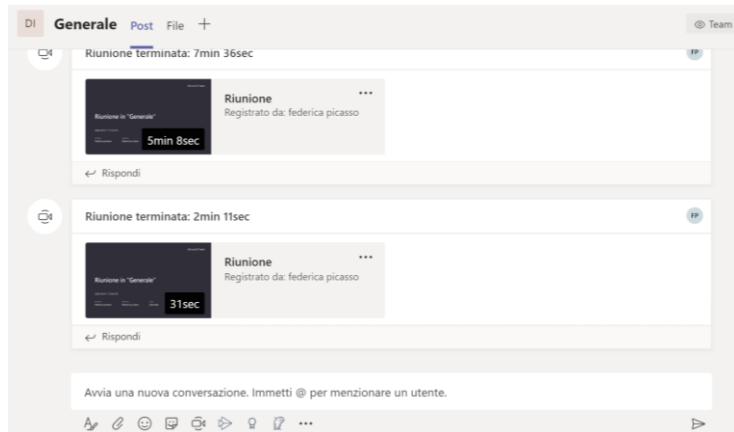 DI Generale Post File + Team
Riunione terminata: 7min 36sec FP
Riunione
Registrato da: federica picasso
Riunione in "Generale"
5min 8sec
Rispondi
Riunione terminata: 2min 11sec FP
Riunione
Registrato da: federica picasso
Riunione in "Generale"
31sec
Rispondi
Avvia una nuova conversazione. Immetti @ per menzionare un utente.